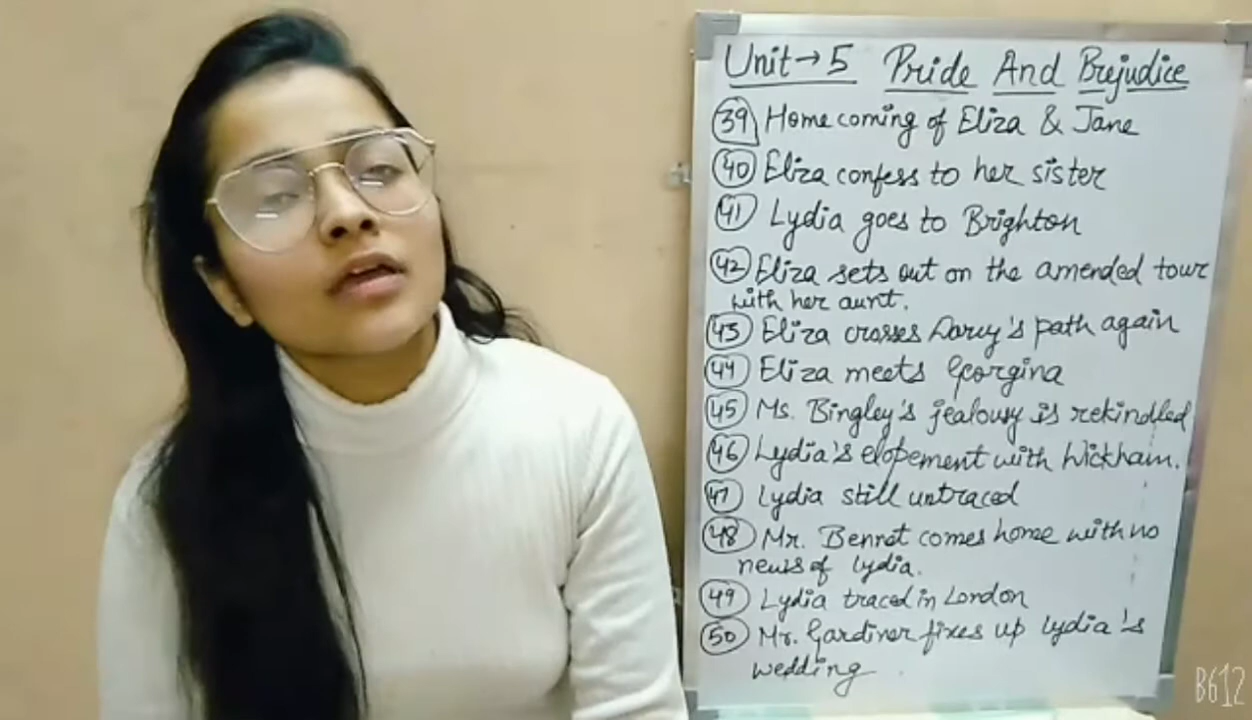 Unit→5 Pride And Prejudice
39 Home coming of Eliza & Jane
40 Eliza confess to her sister
41 Lydia goes to Brighton
42 Eliza sets out on the amended tour
with her aunt.
43 Eliza crosses Darcy's path again
44 Eliza meets Georgina
45 Ms. Bingley's jealousy is rekindled
46 Lydia's elopement with Wickham.
47 Lydia still untraced
48 Mr. Bennet comes home with no
news of Lydia.
49 Lydia traced in London
50 Mr. Gardiner fixes up Lydia's
wedding
B612